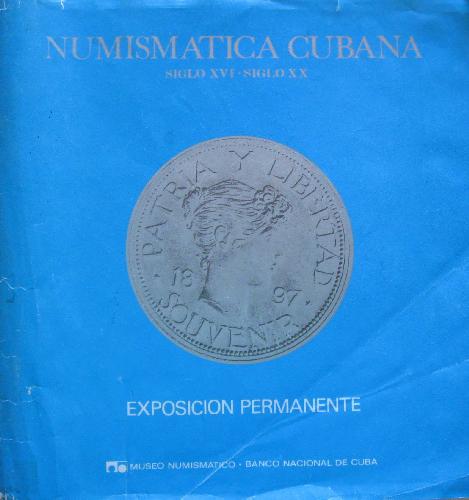 NUMISMATICA CUBANA
SIGLO XVI · SIGLO XX
· PATRIA Y LIBERTAD ·
18 97
SOUVENIR
EXPOSICION PERMANENTE
MUSEO NUMISMATICO · BANCO NACIONAL DE CUBA